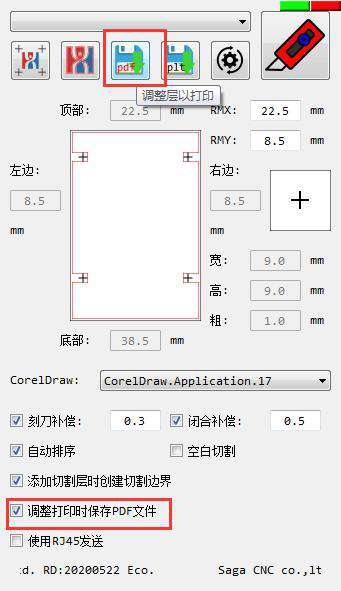 pdf plt
调整层以打印
顶部: 22.5 mm RMX: 22.5 mm
RMY: 8.5 mm
左边: 右边:
8.5 8.5
mm mm
宽: 9.0 mm
高: 9.0 mm
粗: 1.0 mm
底部: 38.5 mm
CorelDraw: CorelDraw.Application.17
刻刀补偿: 0.3 闭合补偿: 0.5
自动排序 空白切割
添加切割层时创建切割边界
调整打印时保存PDF文件
使用RJ45发送
d. RD:20200522 Eco. Saga CNC co.,lt